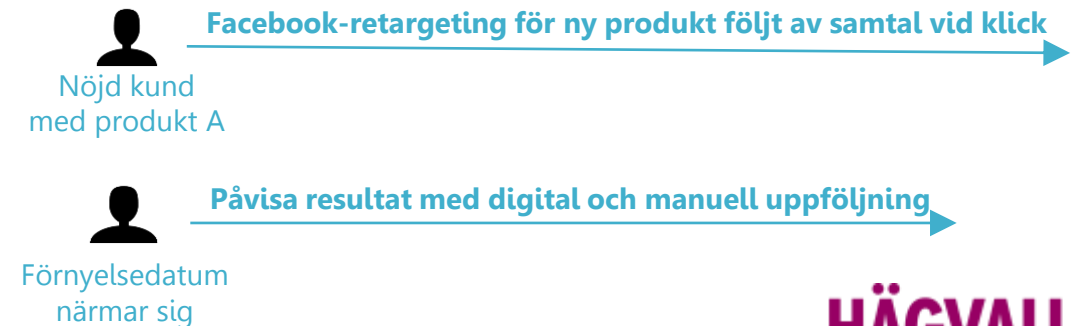 Facebook-retargeting för ny produkt följt av samtal vid klick
Nöjd kund
med produkt A
Påvisa resultat med digital och manuell uppföljning
Förnyelsedatum
närmar sig
HÄGVALL